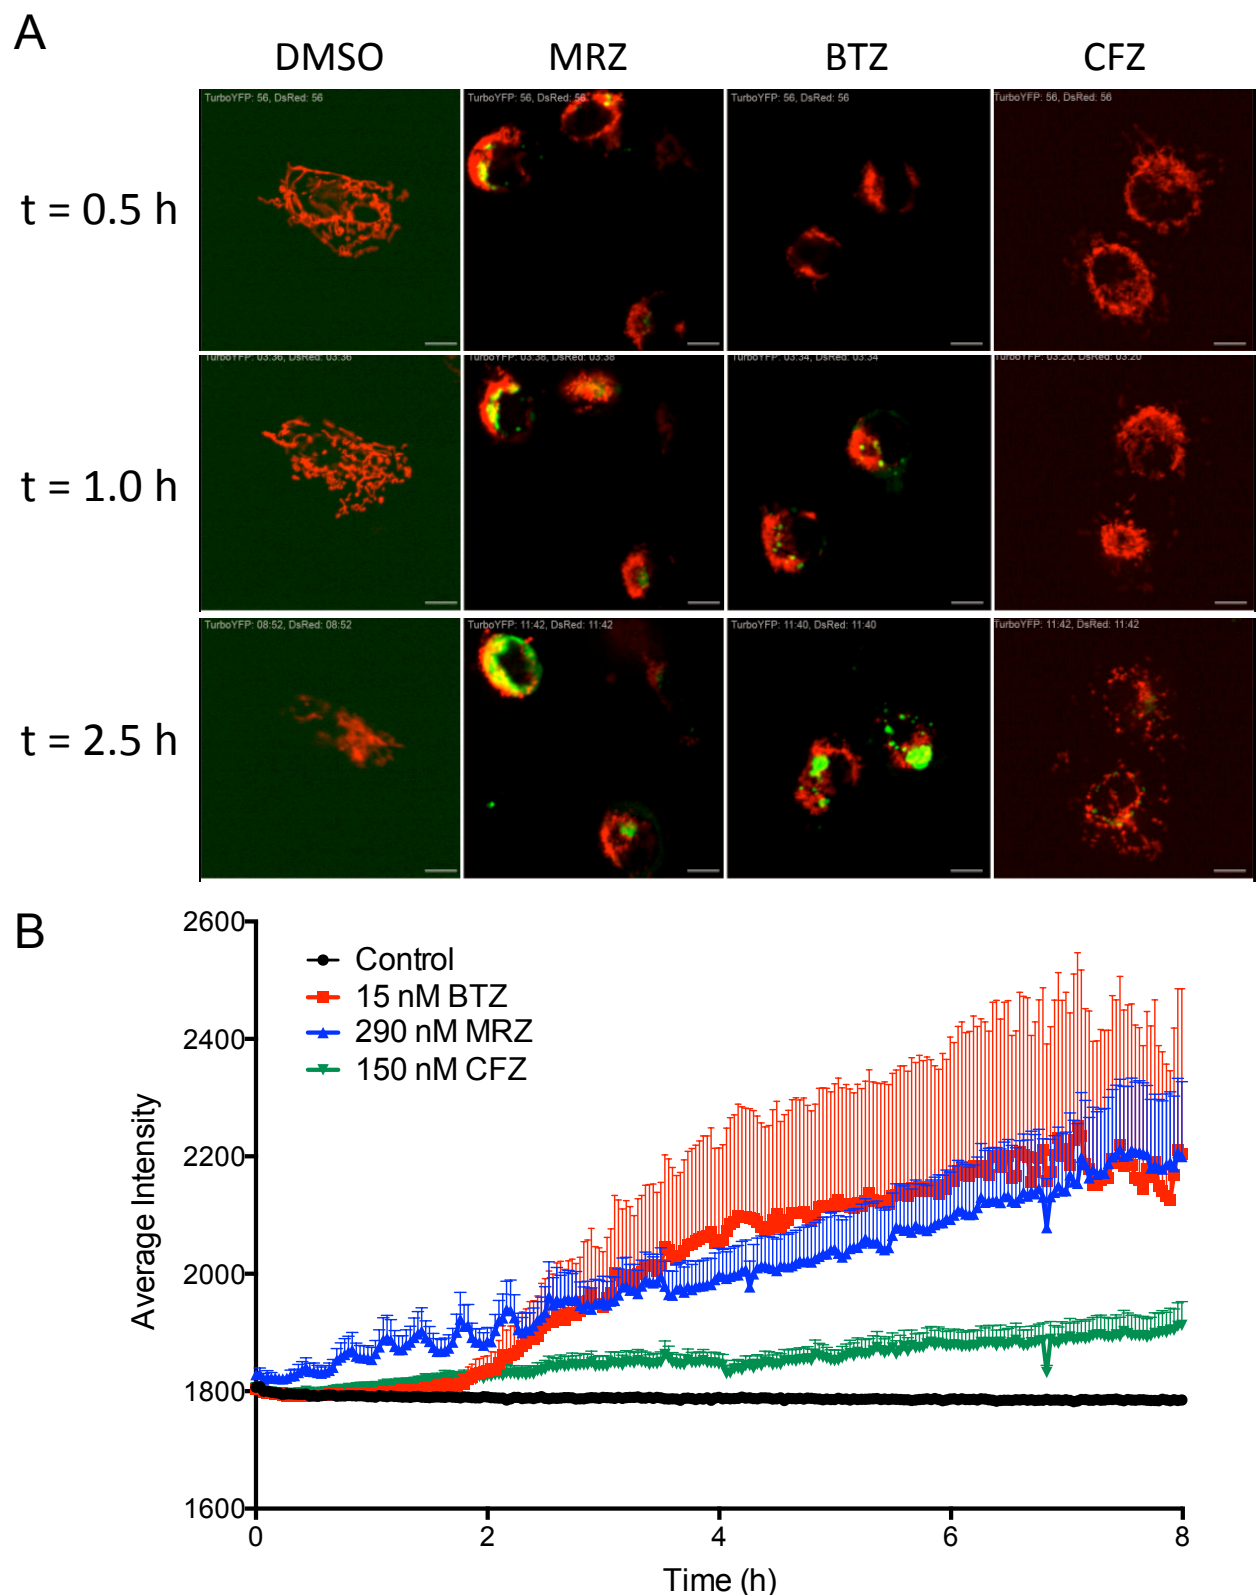 A
DMSO MRZ BTZ CFZ
TurboYFP: 56, DsRed: 56 TurboYFP: 56, DsRed: 56 TurboYFP: 56, DsRed: 56 TurboYFP: 56, DsRed: 56
t = 0.5 h
TurboYFP: 03:36, DsRed: 03:36 TurboYFP: 03:38, DsRed: 03:38 TurboYFP: 03:34, DsRed: 03:34 TurboYFP: 03:20, DsRed: 03:20
t = 1.0 h
TurboYFP: 08:52, DsRed: 08:52 TurboYFP: 11:42, DsRed: 11:42 TurboYFP: 11:40, DsRed: 11:40 TurboYFP: 11:42, DsRed: 11:42
t = 2.5 h
B
2600
Control
15 nM BTZ
290 nM MRZ
150 nM CFZ
2400
2200
2000
1800
1600
Average Intensity
0 2 4 6 8
Time (h)